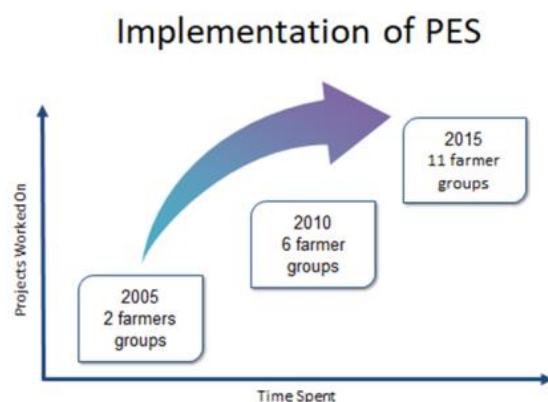 Implementation of PES
Projects Worked On
2015
11 farmer
groups
2010
6 farmer
groups
2005
2 farmers
groups
Time Spent